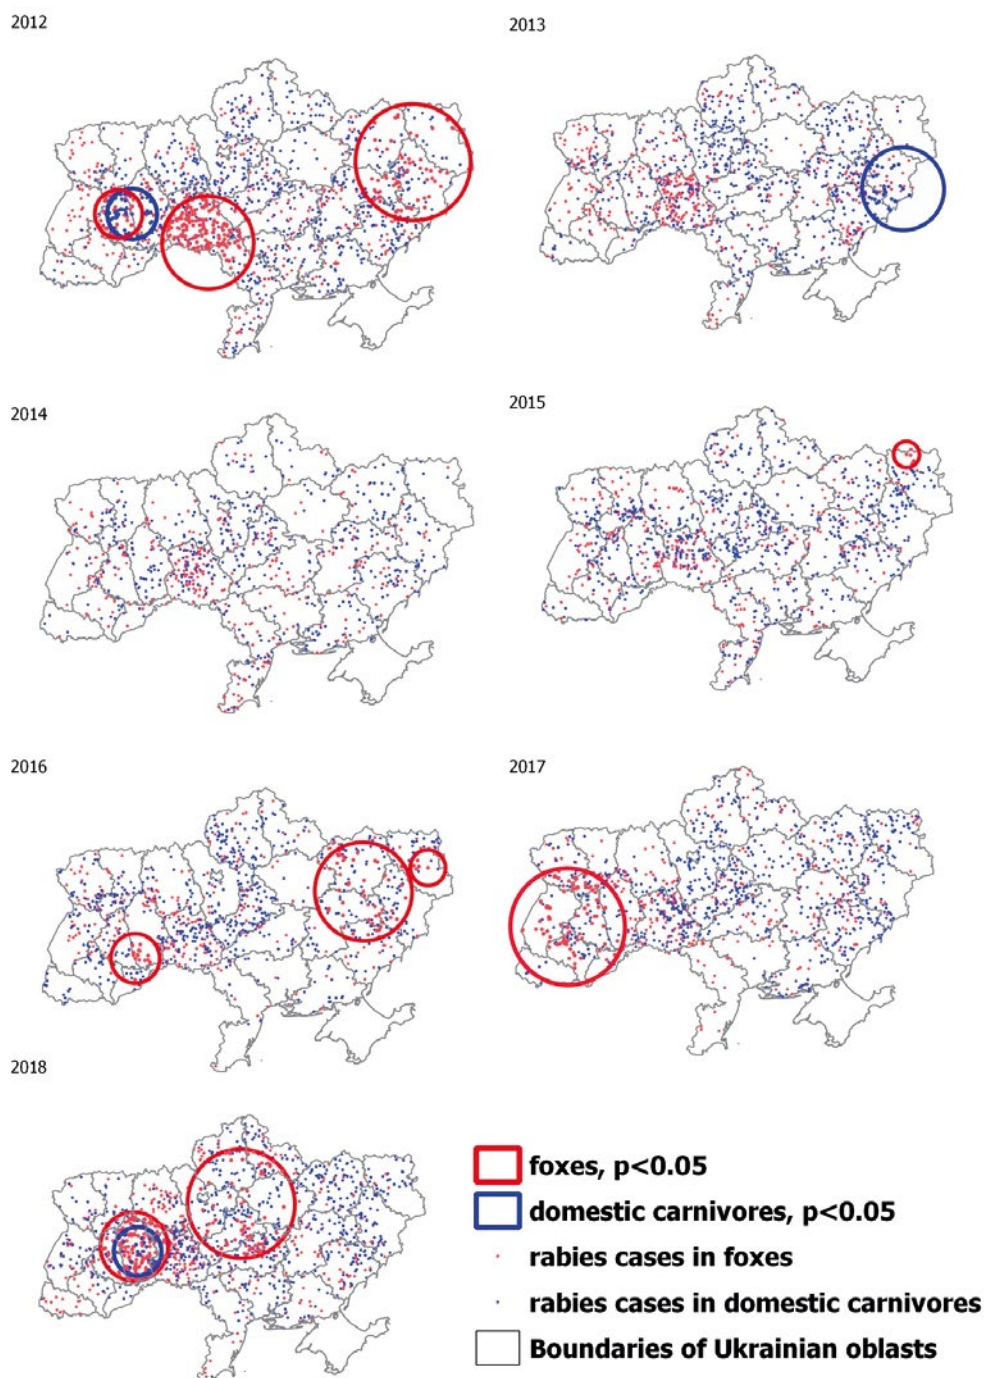 2012
2013
2014
2015
2016
2017
2018
foxes, p<0.05
domestic carnivores, p<0.05
rabies cases in foxes
rabies cases in domestic carnivores
Boundaries of Ukrainian oblasts